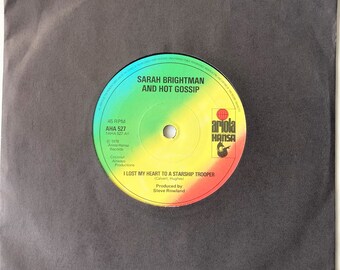 SARAH BRIGHTMAN
AND HOT GOSSIP
45 RPM
AHA 527
ariola
HANSA
I LOST MY HEART TO A STARSHIP TROOPER
Produced by
Steve Rowland